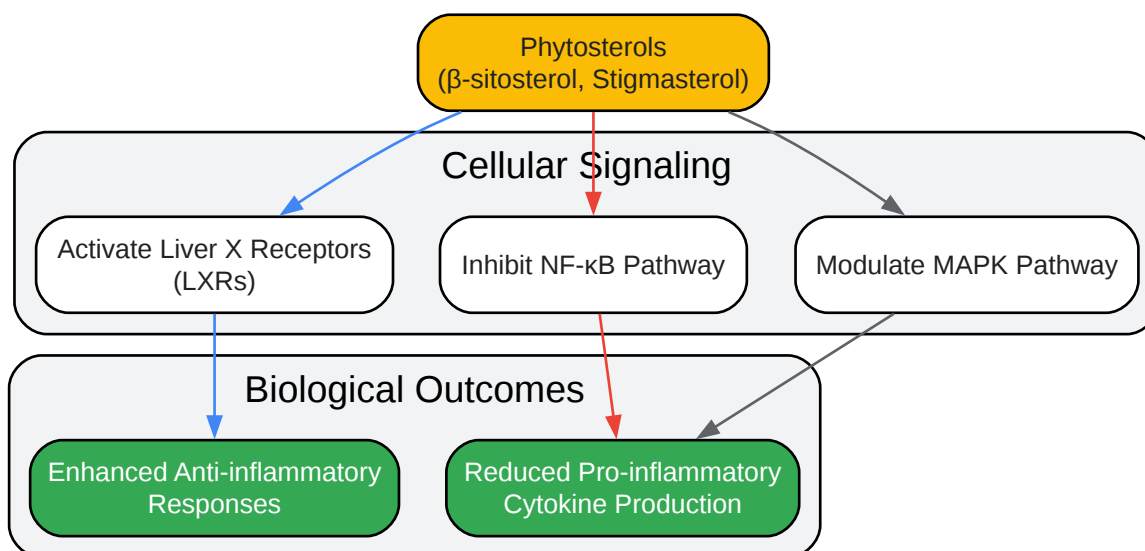 Phytosterols
(β-sitosterol, Stigmasterol)
Cellular Signaling
Activate Liver X Receptors
(LXRs)
Inhibit NF-κB Pathway
Modulate MAPK Pathway
Biological Outcomes
Enhanced Anti-inflammatory
Responses
Reduced Pro-inflammatory
Cytokine Production